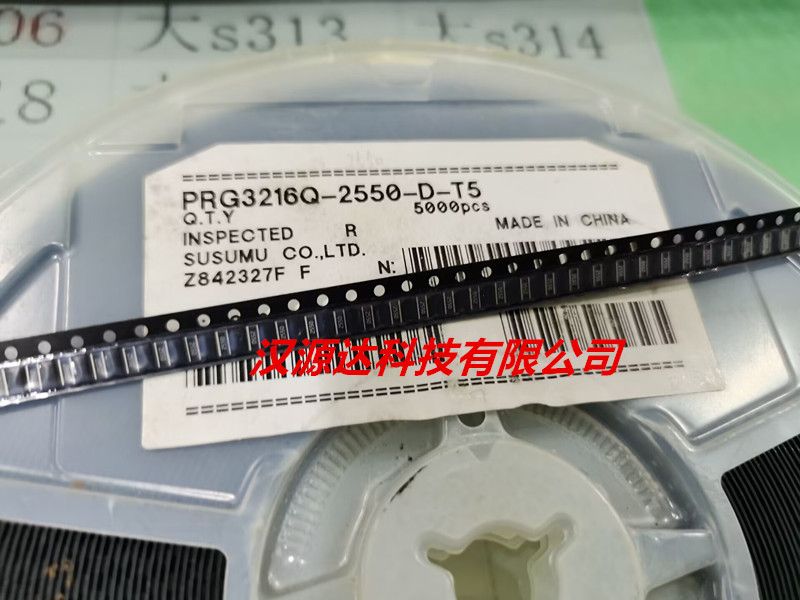 06 大s313 大s314
28
PRG3216Q-2550-D-T5
Q.T.Y 5000pcs
INSPECTED R MADE IN CHINA
SUSUMU CO.,LTD.
Z842327F F N:
汉源达科技有限公司